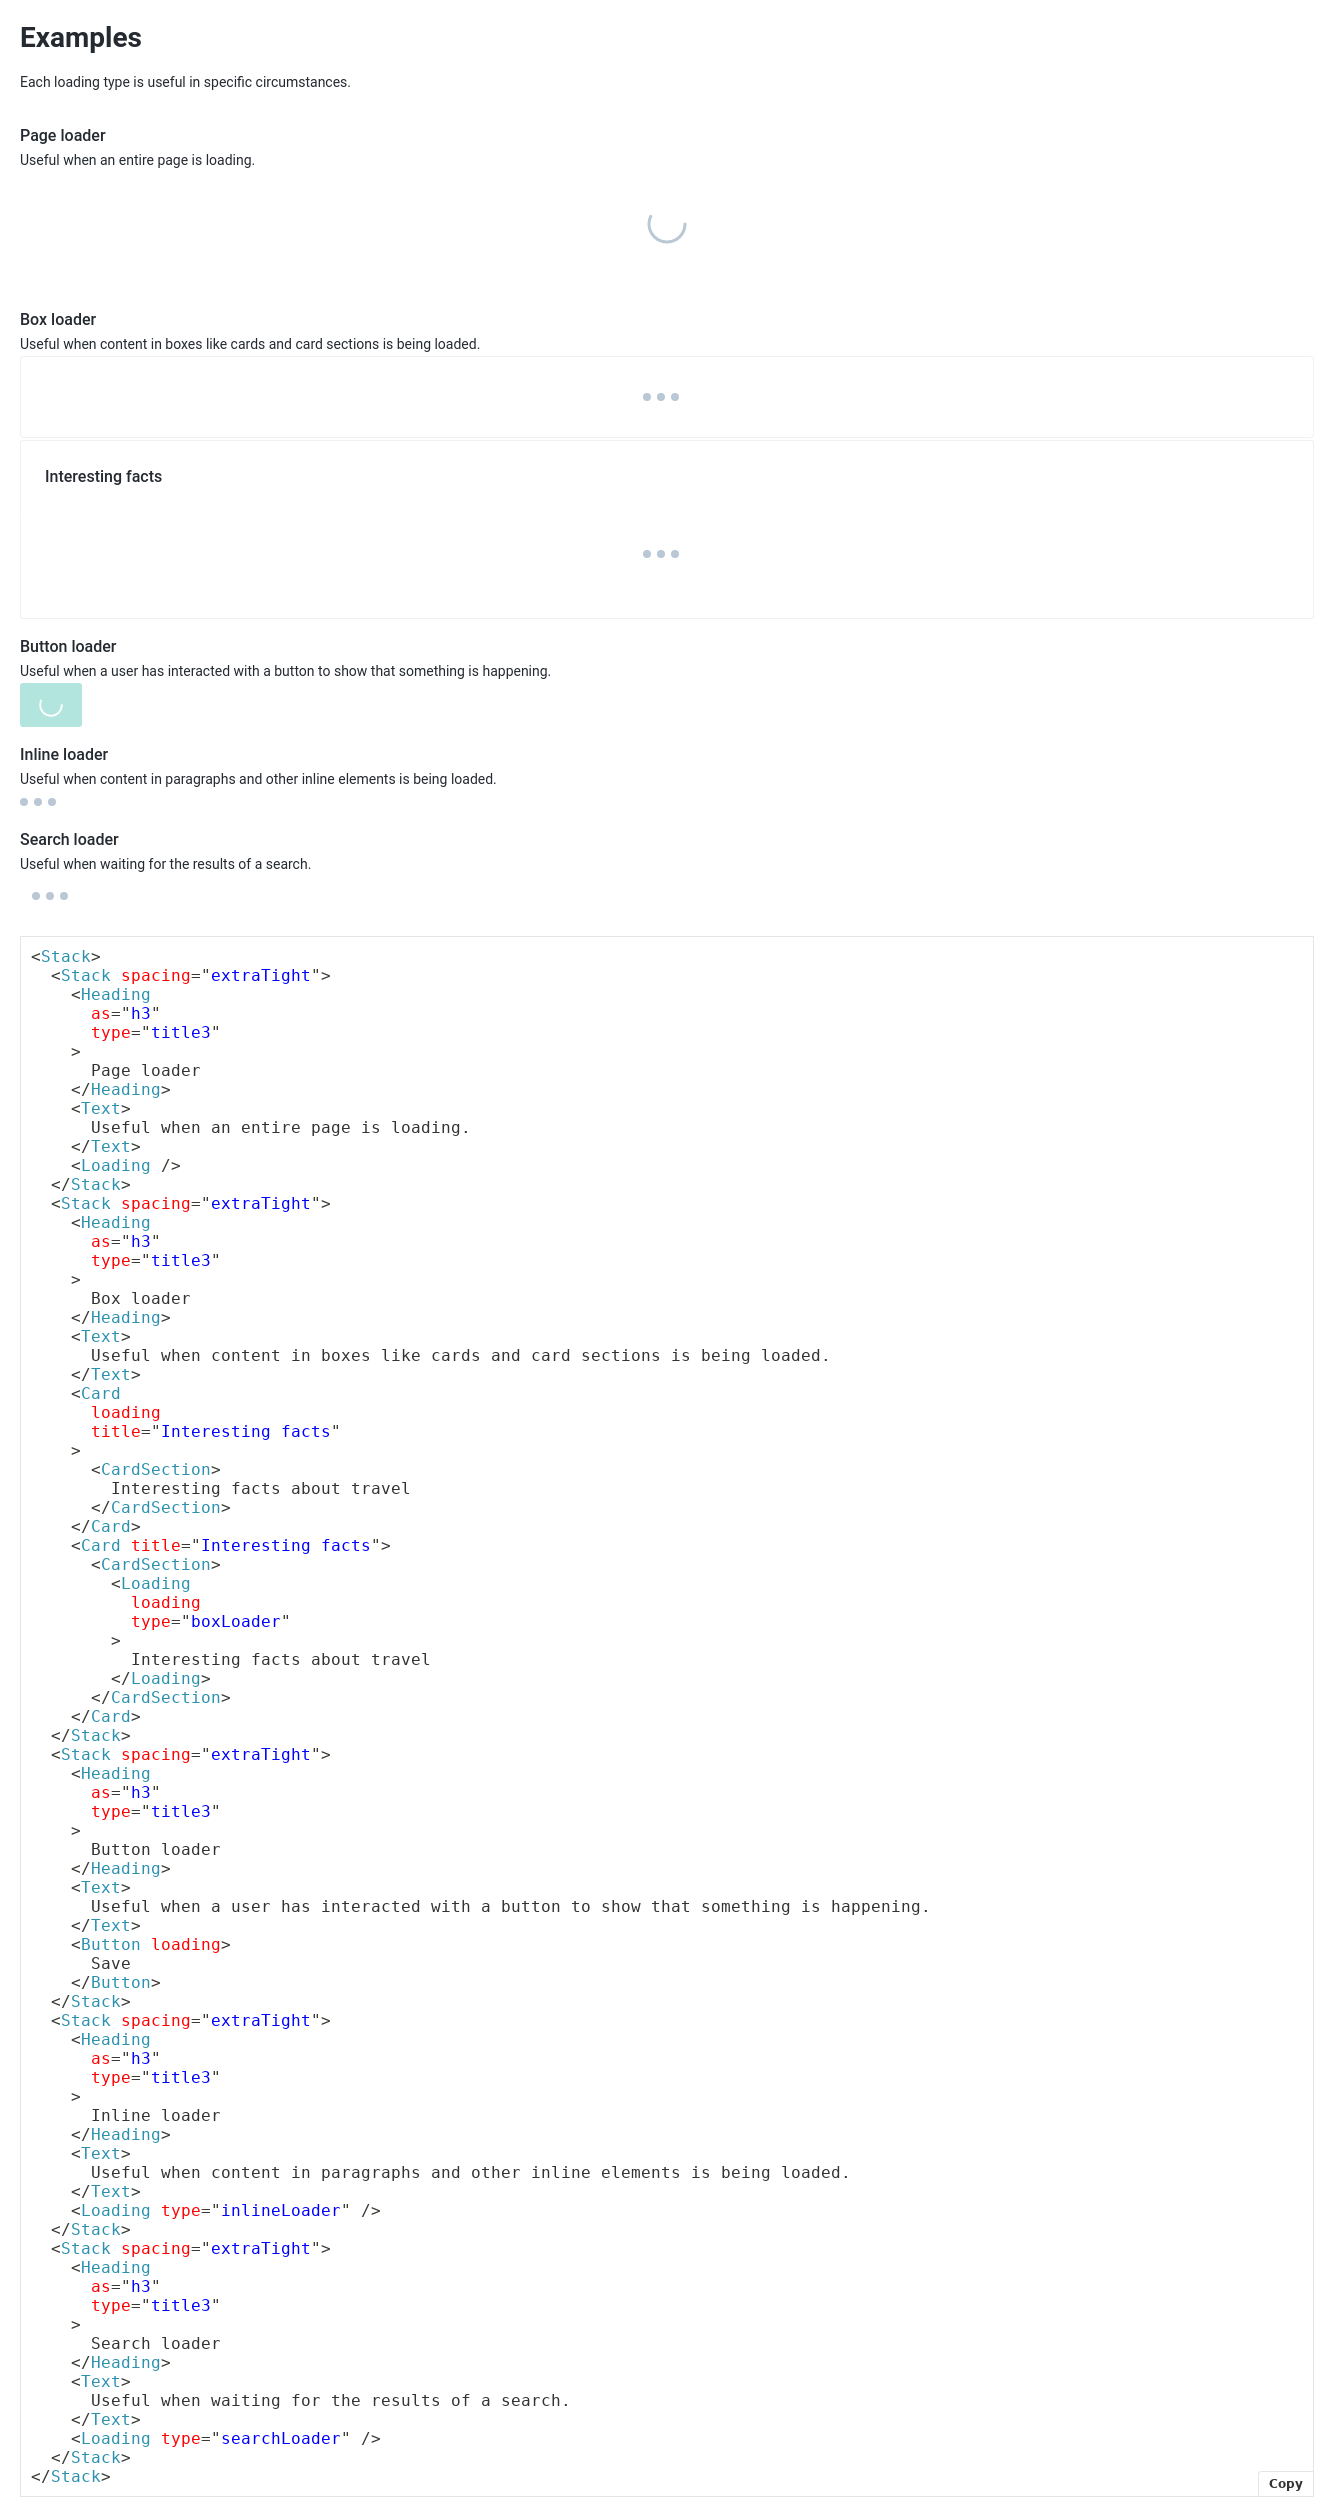 Examples
Each loading type is useful in specific circumstances.
Page loader
Useful when an entire page is loading.
Box loader
Useful when content in boxes like cards and card sections is being loaded.
Interesting facts
Button loader
Useful when a user has interacted with a button to show that something is happening.
Inline loader
Useful when content in paragraphs and other inline elements is being loaded.
Search loader
Useful when waiting for the results of a search.
<Stack>
  <Stack spacing="extraTight">
    <Heading
      as="h3"
      type="title3"
    >
      Page loader
    </Heading>
    <Text>
      Useful when an entire page is loading.
    </Text>
    <Loading />
  </Stack>
  <Stack spacing="extraTight">
    <Heading
      as="h3"
      type="title3"
    >
      Box loader
    </Heading>
    <Text>
      Useful when content in boxes like cards and card sections is being loaded.
    </Text>
    <Card
      loading
      title="Interesting facts"
    >
      <CardSection>
        Interesting facts about travel
      </CardSection>
    </Card>
    <Card title="Interesting facts">
      <CardSection>
        <Loading
          loading
          type="boxLoader"
        >
          Interesting facts about travel
        </Loading>
      </CardSection>
    </Card>
  </Stack>
  <Stack spacing="extraTight">
    <Heading
      as="h3"
      type="title3"
    >
      Button loader
    </Heading>
    <Text>
      Useful when a user has interacted with a button to show that something is happening.
    </Text>
    <Button loading>
      Save
    </Button>
  </Stack>
  <Stack spacing="extraTight">
    <Heading
      as="h3"
      type="title3"
    >
      Inline loader
    </Heading>
    <Text>
      Useful when content in paragraphs and other inline elements is being loaded.
    </Text>
    <Loading type="inlineLoader" />
  </Stack>
  <Stack spacing="extraTight">
    <Heading
      as="h3"
      type="title3"
    >
      Search loader
    </Heading>
    <Text>
      Useful when waiting for the results of a search.
    </Text>
    <Loading type="searchLoader" />
  </Stack>
</Stack>
Copy